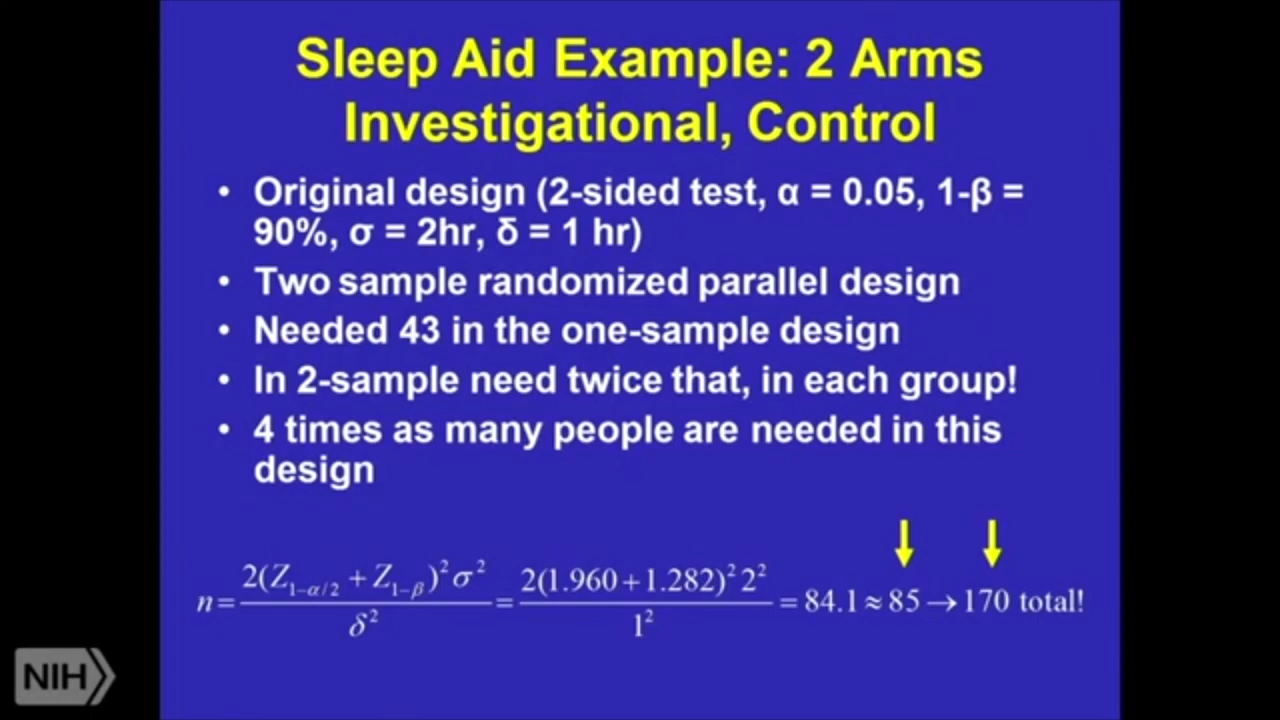 Sleep Aid Example: 2 Arms
Investigational, Control
• Original design (2-sided test, α = 0.05, 1-β =
90%, σ = 2hr, δ = 1 hr)
• Two sample randomized parallel design
• Needed 43 in the one-sample design
• In 2-sample need twice that, in each group!
• 4 times as many people are needed in this
design
n = 2(Z₁₋α/₂ + Z₁₋β)² σ² / δ² = 2(1.960+1.282)² 2² / 1² = 84.1 ≈ 85 → 170 total!
NIH